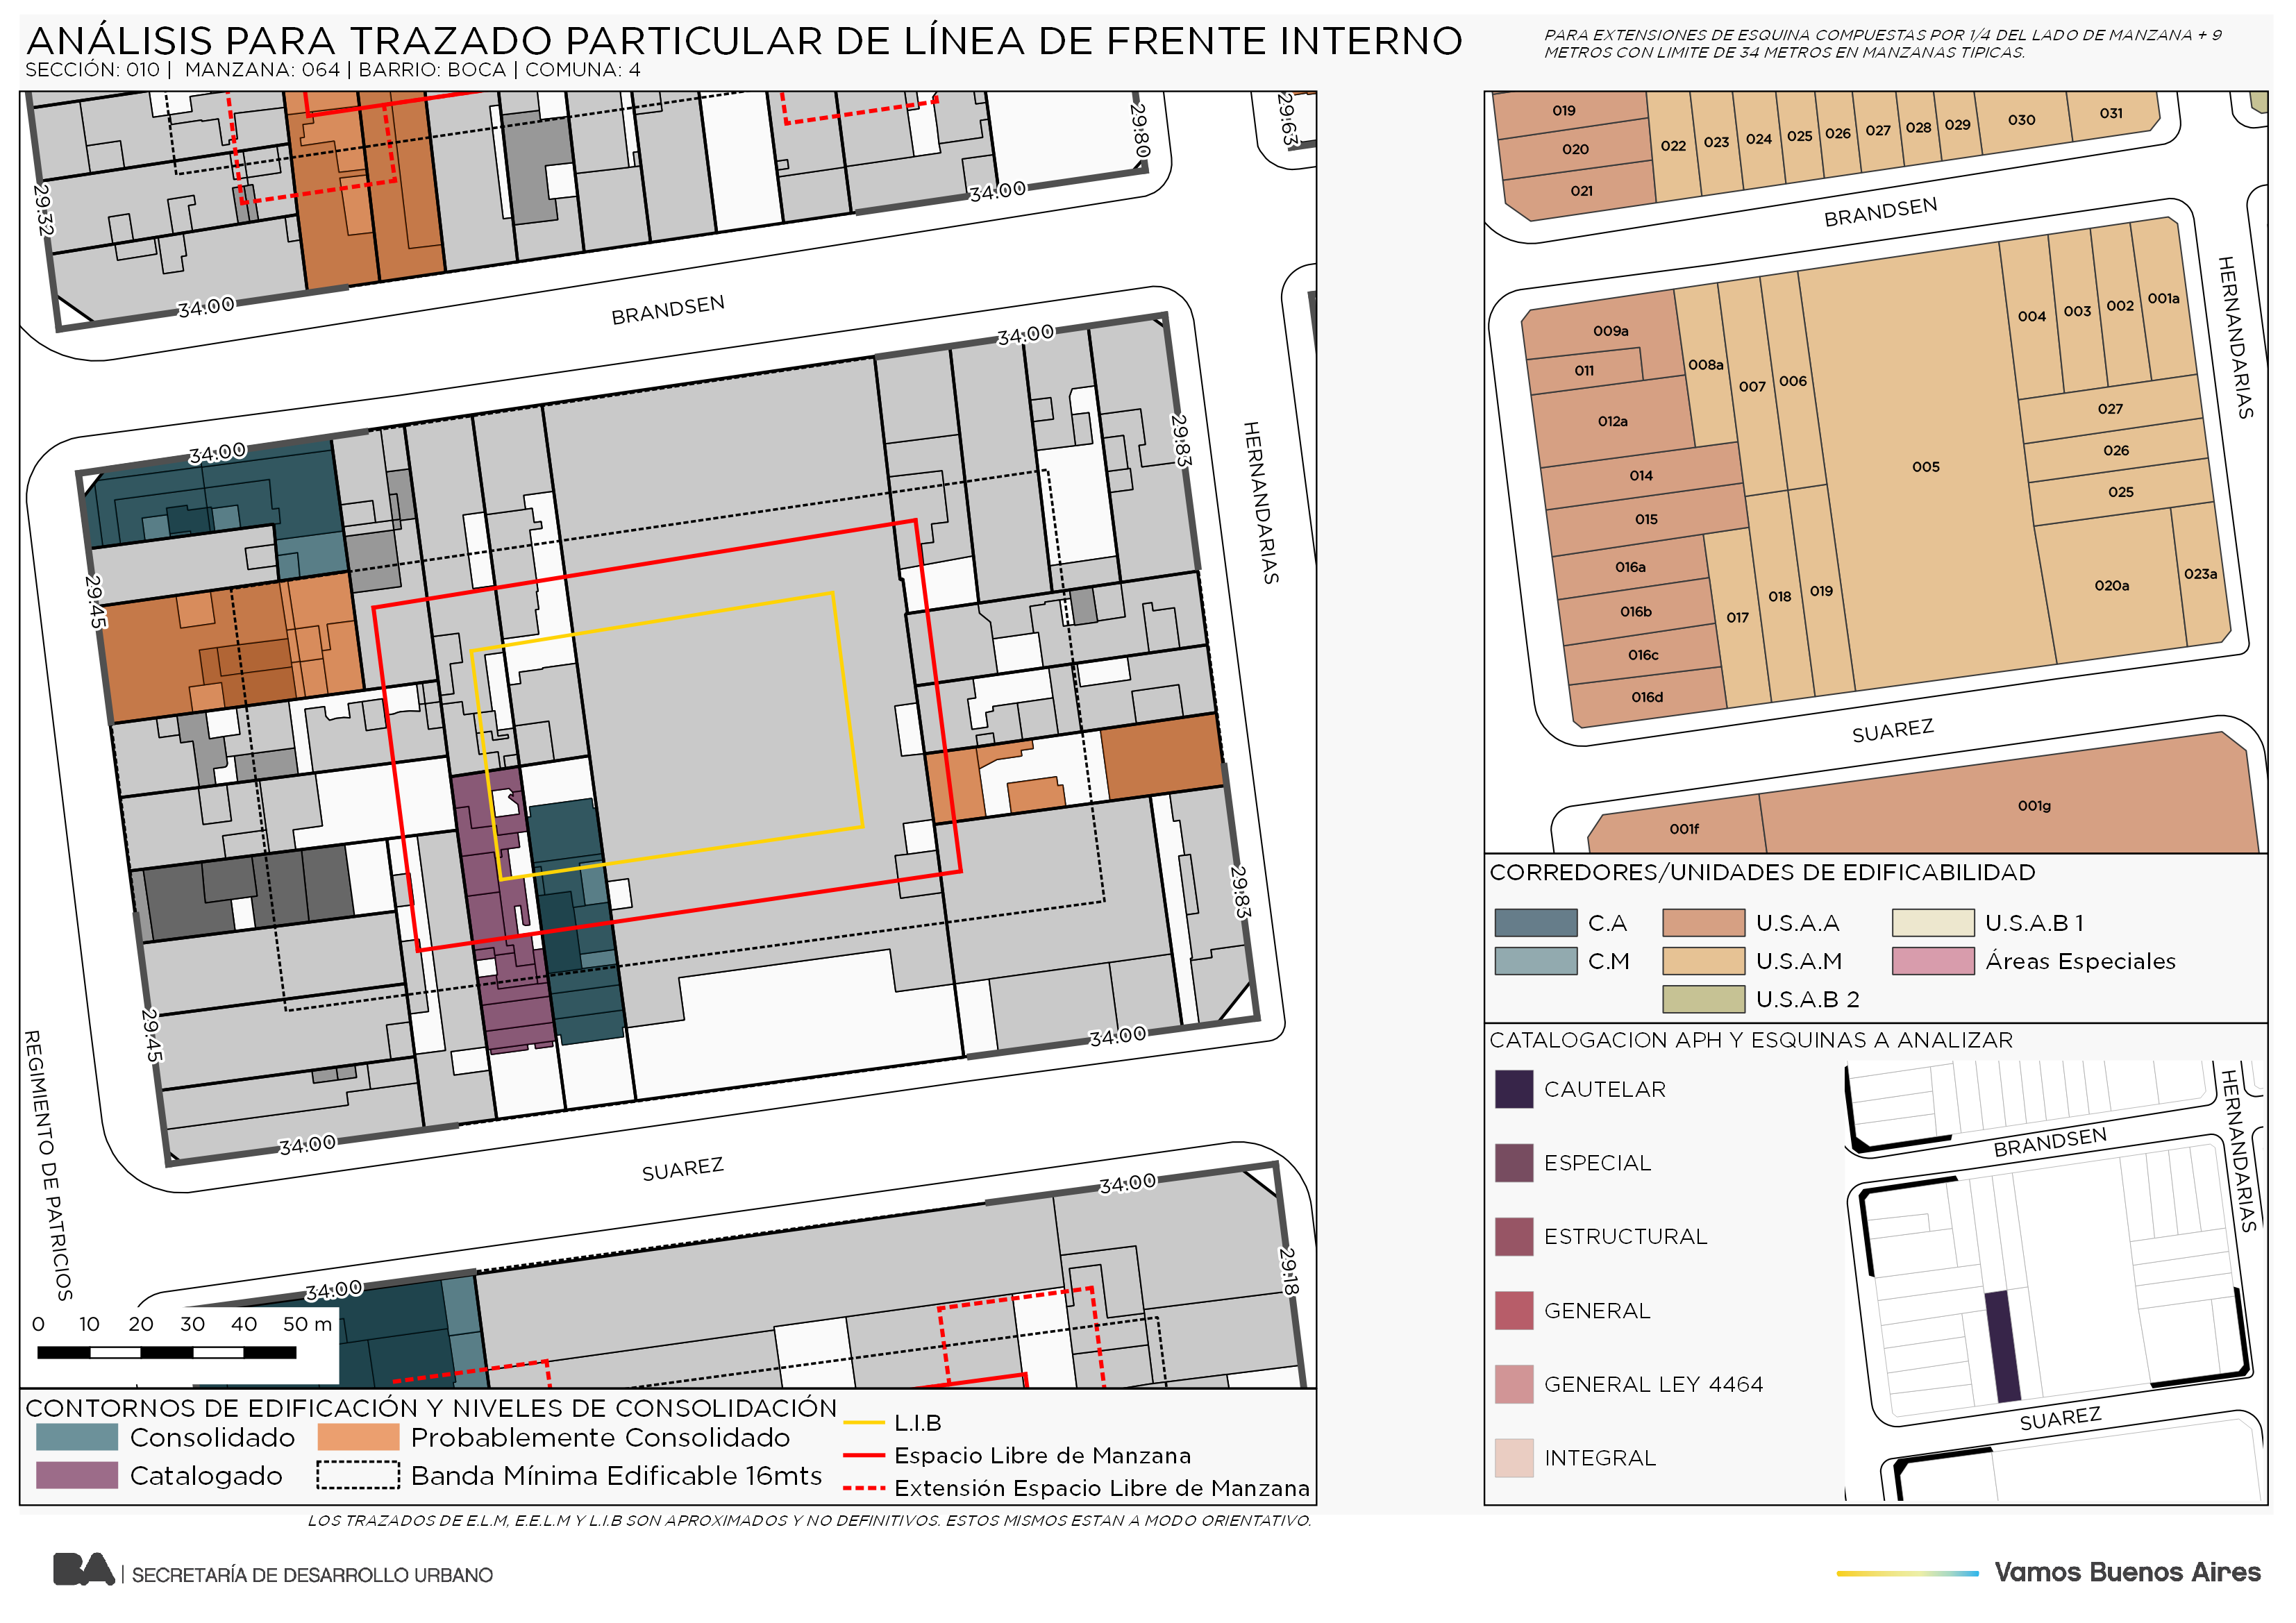 ANÁLISIS PARA TRAZADO PARTICULAR DE LÍNEA DE FRENTE INTERNO
SECCIÓN: 010 | MANZANA: 064 | BARRIO: BOCA | COMUNA: 4
PARA EXTENSIONES DE ESQUINA COMPUESTAS POR 1/4 DEL LADO DE MANZANA + 9
METROS CON LIMITE DE 34 METROS EN MANZANAS TIPICAS.
29.32
34.00
34.00
29.80
29.63
BRANDSEN
34.00
34.00
29.83
HERNANDARIAS
29.45
29.83
29.45
34.00
34.00
REGIMIENTO DE PATRICIOS
SUAREZ
34.00
34.00
29.18
0 10 20 30 40 50 m
CONTORNOS DE EDIFICACIÓN Y NIVELES DE CONSOLIDACIÓN
Consolidado
Probablemente Consolidado
Catalogado
Banda Mínima Edificable 16mts
L.I.B
Espacio Libre de Manzana
Extensión Espacio Libre de Manzana
LOS TRAZADOS DE E.L.M, E.E.L.M Y L.I.B SON APROXIMADOS Y NO DEFINITIVOS. ESTOS MISMOS ESTAN A MODO ORIENTATIVO.
019
020
021
022
023
024
025
026
027
028
029
030
031
BRANDSEN
HERNANDARIAS
009a
011
012a
014
015
016a
016b
016c
016d
008a
007
006
017
018
019
005
004
003
002
001a
027
026
025
020a
023a
SUAREZ
001f
001g
CORREDORES/UNIDADES DE EDIFICABILIDAD
C.A
U.S.A.A
U.S.A.B 1
C.M
U.S.A.M
Áreas Especiales
U.S.A.B 2
CATALOGACION APH Y ESQUINAS A ANALIZAR
CAUTELAR
ESPECIAL
ESTRUCTURAL
GENERAL
GENERAL LEY 4464
INTEGRAL
BRANDSEN
HERNANDARIAS
SUAREZ
BA | SECRETARÍA DE DESARROLLO URBANO
Vamos Buenos Aires